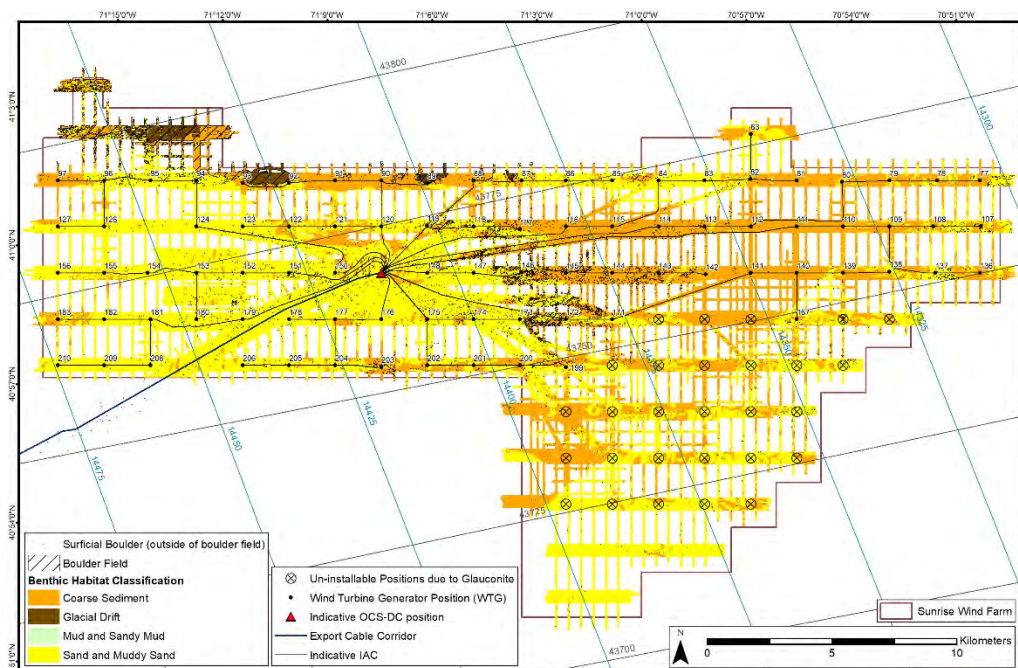 71°15'0"W 71°12'0"W 71°9'0"W 71°6'0"W 71°3'0"W 71°0'0"W 70°57'0"W 70°54'0"W 70°51'0"W
43800
14300
41°3'0"N
63
97 96 95 94 92 91 90 88 87 86 85 84 83 82 81 80 79 78 77
43775
127 126 124 123 122 121 120 119 118 116 115 114 113 112 111 110 109 108 107
41°0'0"N
156 155 154 153 152 151 150 148 147 145 144 143 142 141 140 139 138 137 136
183 182 181 180 179 178 177 176 175 174 173 172 171 167
14325
43750
210 209 208 206 205 203 202 201 200 199
40°57'0"N
14400
14425
14450
14475
40°54'0"N
43725
43700
Surficial Boulder (outside of boulder field)
Boulder Field
Benthic Habitat Classification
Coarse Sediment
Glacial Drift
Mud and Sandy Mud
Sand and Muddy Sand
Un-installable Positions due to Glauconite
Wind Turbine Generator Position (WTG)
Indicative OCS-DC position
Export Cable Corridor
Indicative IAC
Sunrise Wind Farm
N
Kilometers
0 5 10